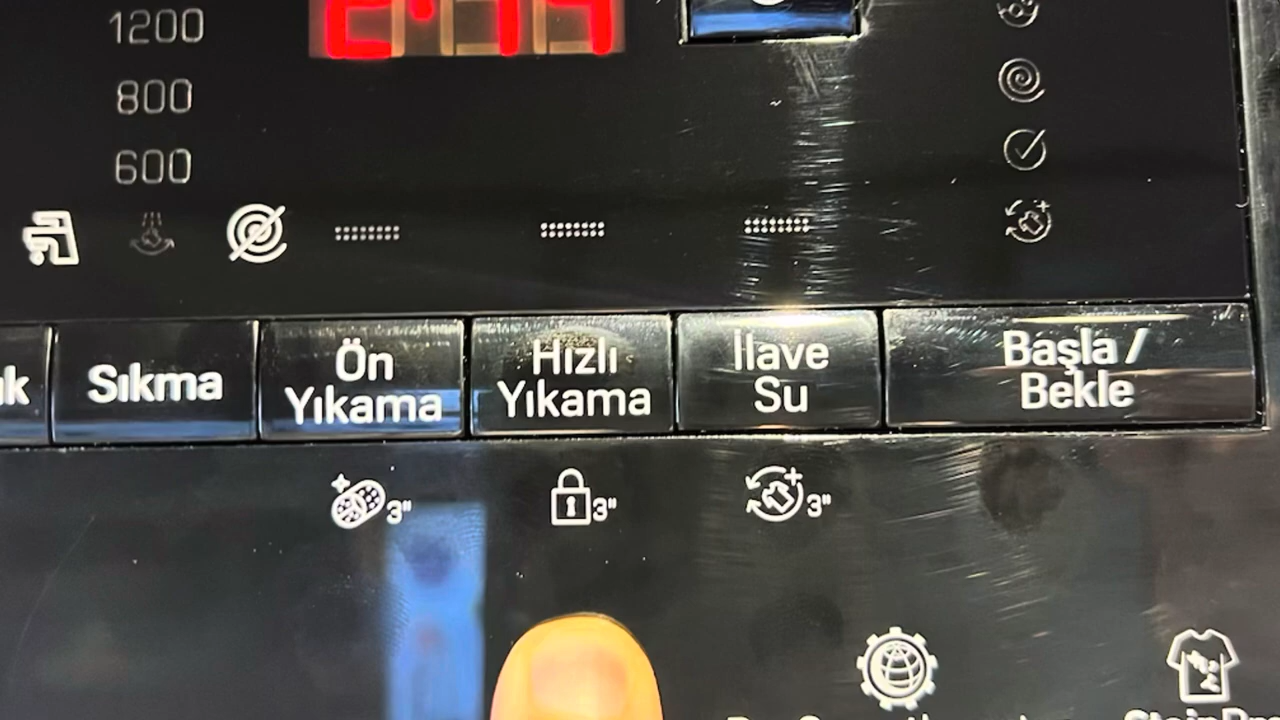 1200
800
600
Sıkma
Ön
Yıkama
Hızlı
Yıkama
İlave
Su
Başla /
Bekle
3"
3"
3"